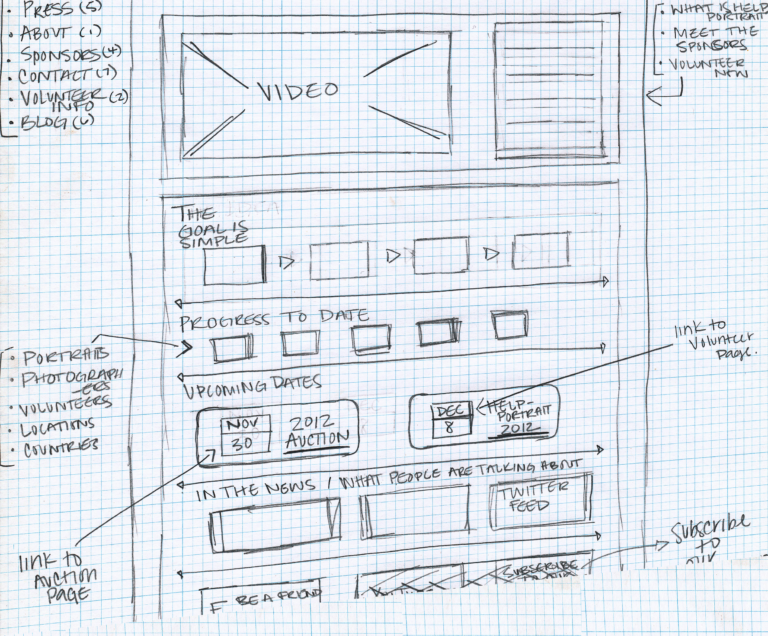 PRESS (5)
ABOUT (1)
SPONSORS (4)
CONTACT (7)
VOLUNTEER (2)
INFO
BLOG (6)
VIDEO
WHAT IS HELP
PORTRAIT
MEET THE
SPONSORS
VOLUNTEER
NOW
THE
GOAL IS
SIMPLE
PROGRESS TO DATE
PORTRAITS
PHOTOGRAPH
-ERS
VOLUNTEERS
LOCATIONS
COUNTRIES
link to
Volunteer
page.
UPCOMING DATES
NOV
30
2012
AUCTION
DEC
8
HELP-
PORTRAIT
2012
IN THE NEWS / WHAT PEOPLE ARE TALKING ABOUT
TWITTER
FEED
link to
AUCTION
PAGE
Subscribe
to
F BE A FRIEND
SUBSCRIBE